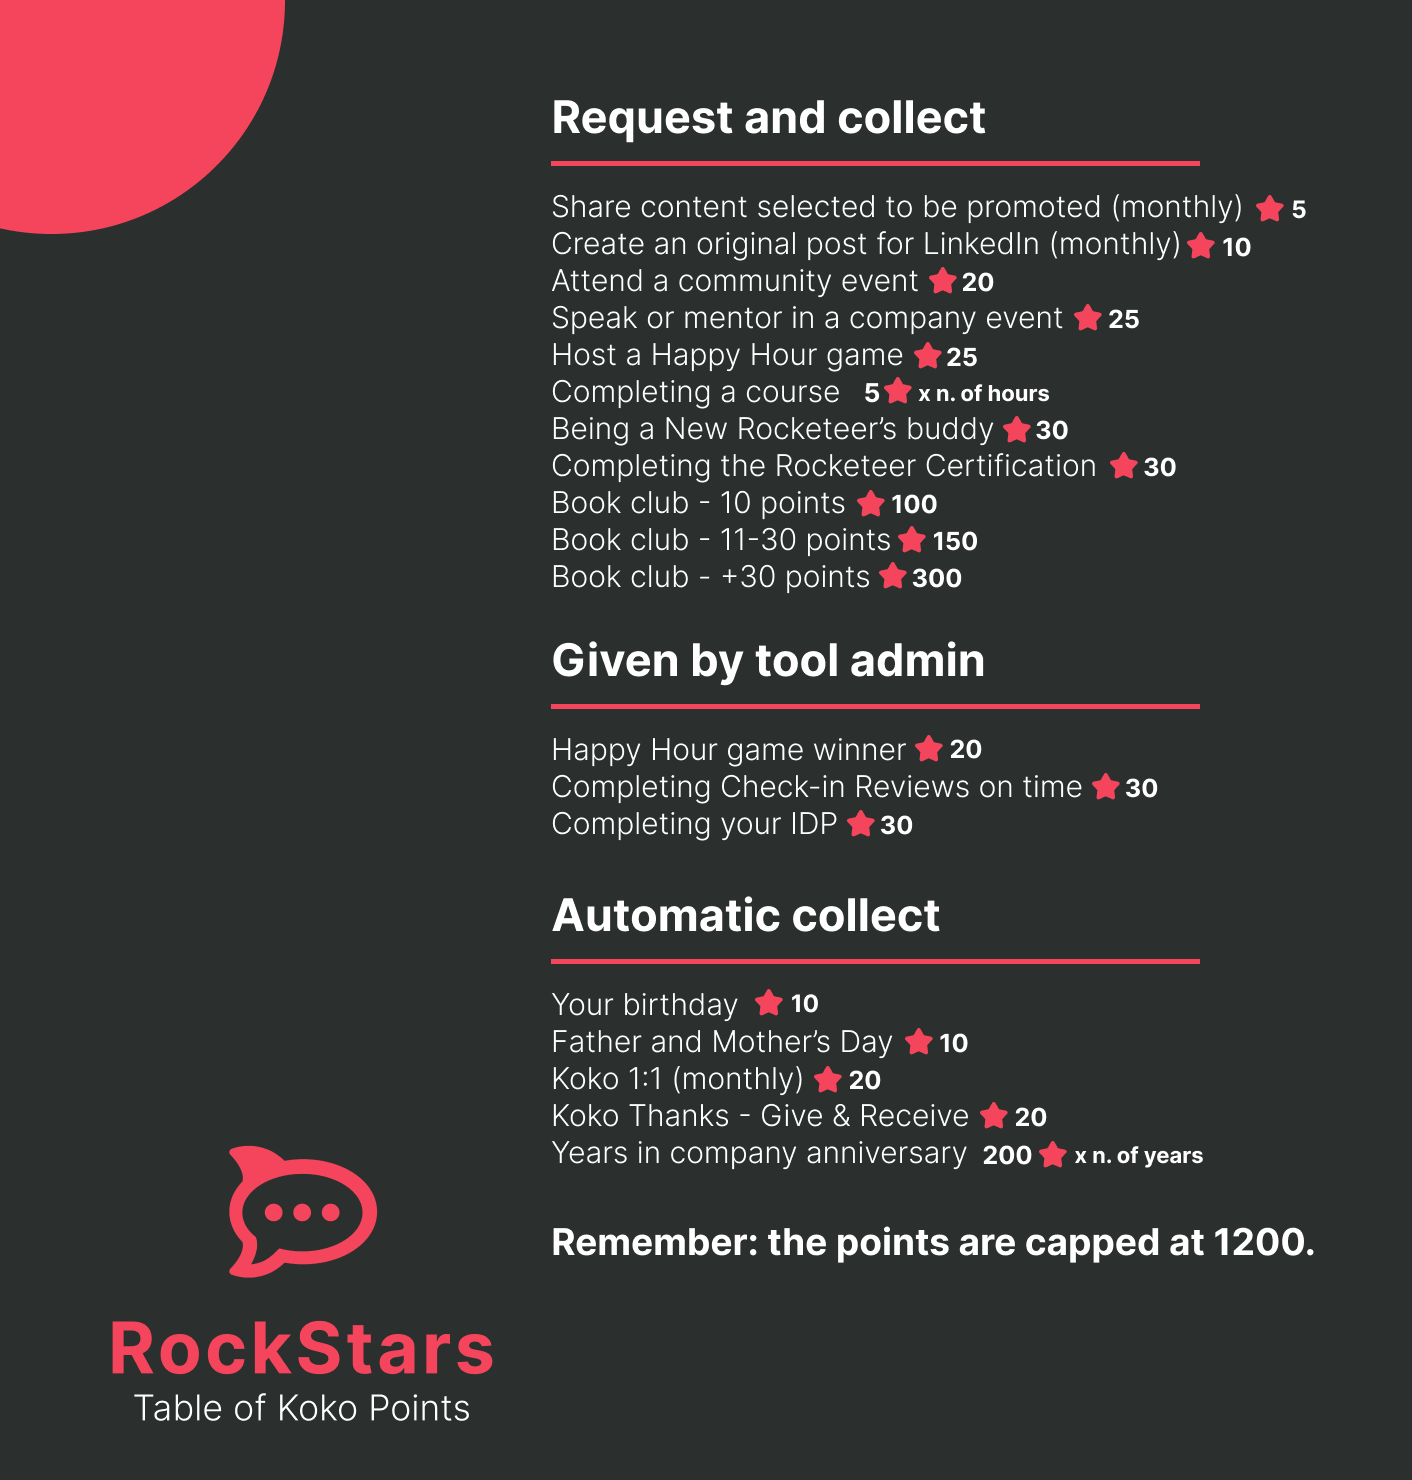 Request and collect
Share content selected to be promoted (monthly) 5
Create an original post for LinkedIn (monthly) 10
Attend a community event 20
Speak or mentor in a company event 25
Host a Happy Hour game 25
Completing a course 5 x n. of hours
Being a New Rocketeer’s buddy 30
Completing the Rocketeer Certification 30
Book club - 10 points 100
Book club - 11-30 points 150
Book club - +30 points 300
Given by tool admin
Happy Hour game winner 20
Completing Check-in Reviews on time 30
Completing your IDP 30
Automatic collect
Your birthday 10
Father and Mother’s Day 10
Koko 1:1 (monthly) 20
Koko Thanks - Give & Receive 20
Years in company anniversary 200 x n. of years
Remember: the points are capped at 1200.
RockStars
Table of Koko Points